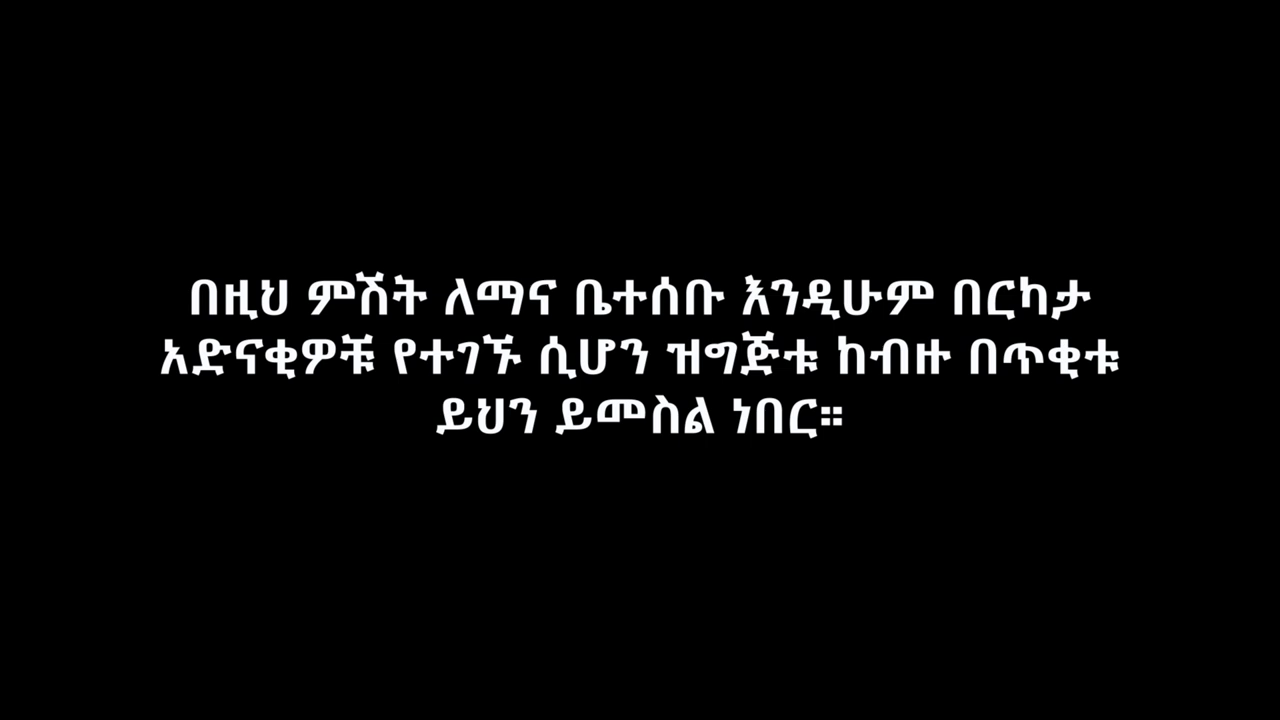 በዚህ ምሽት ለማና ቤተሰቡ እንዲሁም በርካታ
አድናቂዎቹ የተገኙ ሲሆን ዝግጅቱ ከብዙ በጥቂቱ
ይህን ይመስል ነበር።